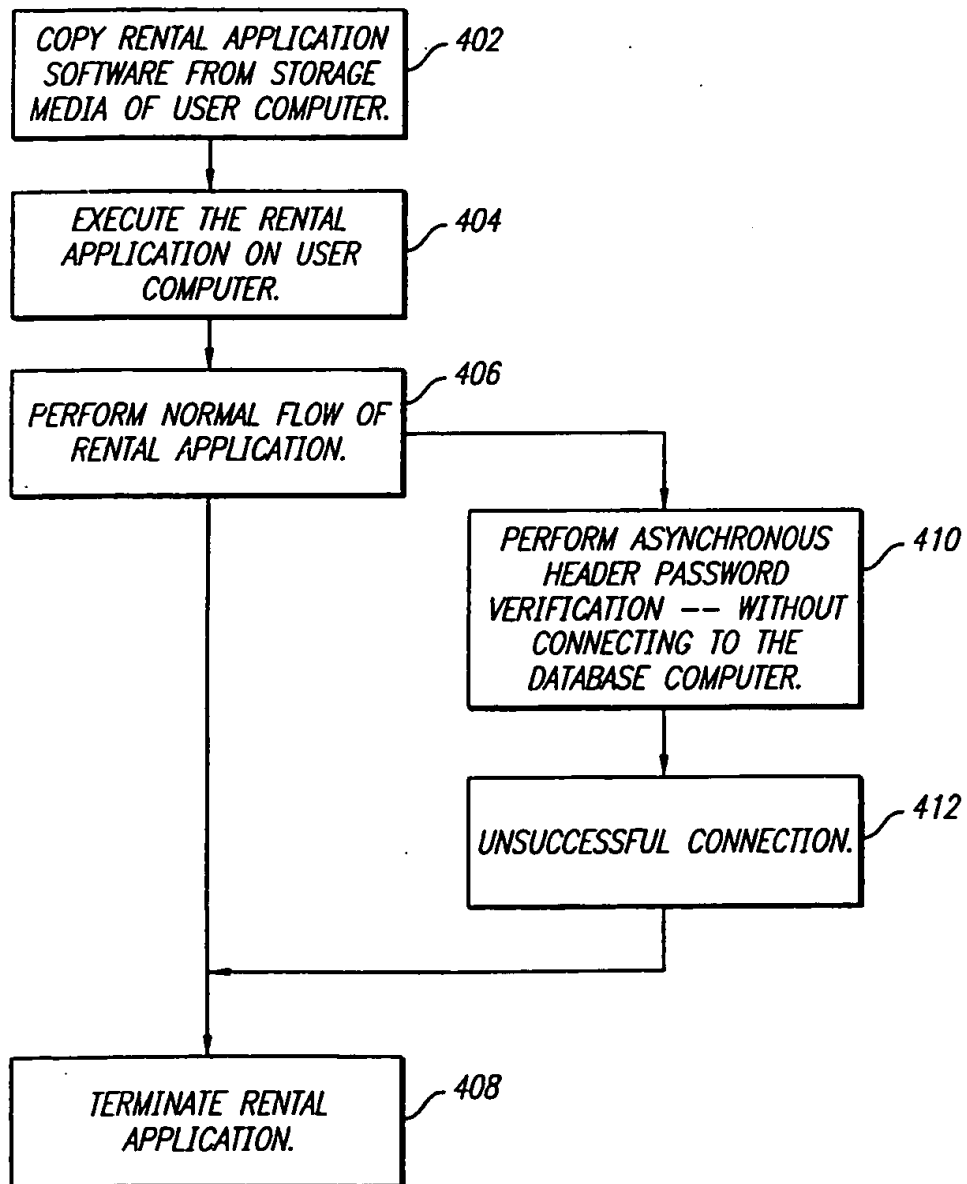 COPY RENTAL APPLICATION
SOFTWARE FROM STORAGE
MEDIA OF USER COMPUTER.
402
EXECUTE THE RENTAL
APPLICATION ON USER
COMPUTER.
404
PERFORM NORMAL FLOW OF
RENTAL APPLICATION.
406
PERFORM ASYNCHRONOUS
HEADER PASSWORD
VERIFICATION -- WITHOUT
CONNECTING TO THE
DATABASE COMPUTER.
410
UNSUCCESSFUL CONNECTION.
412
TERMINATE RENTAL
APPLICATION.
408